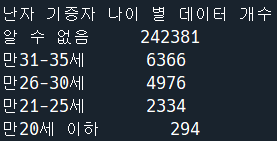 난자 기증자 나이 별 데이터 개수
알 수 없음 242381
만31-35세 6366
만26-30세 4976
만21-25세 2334
만20세 이하 294